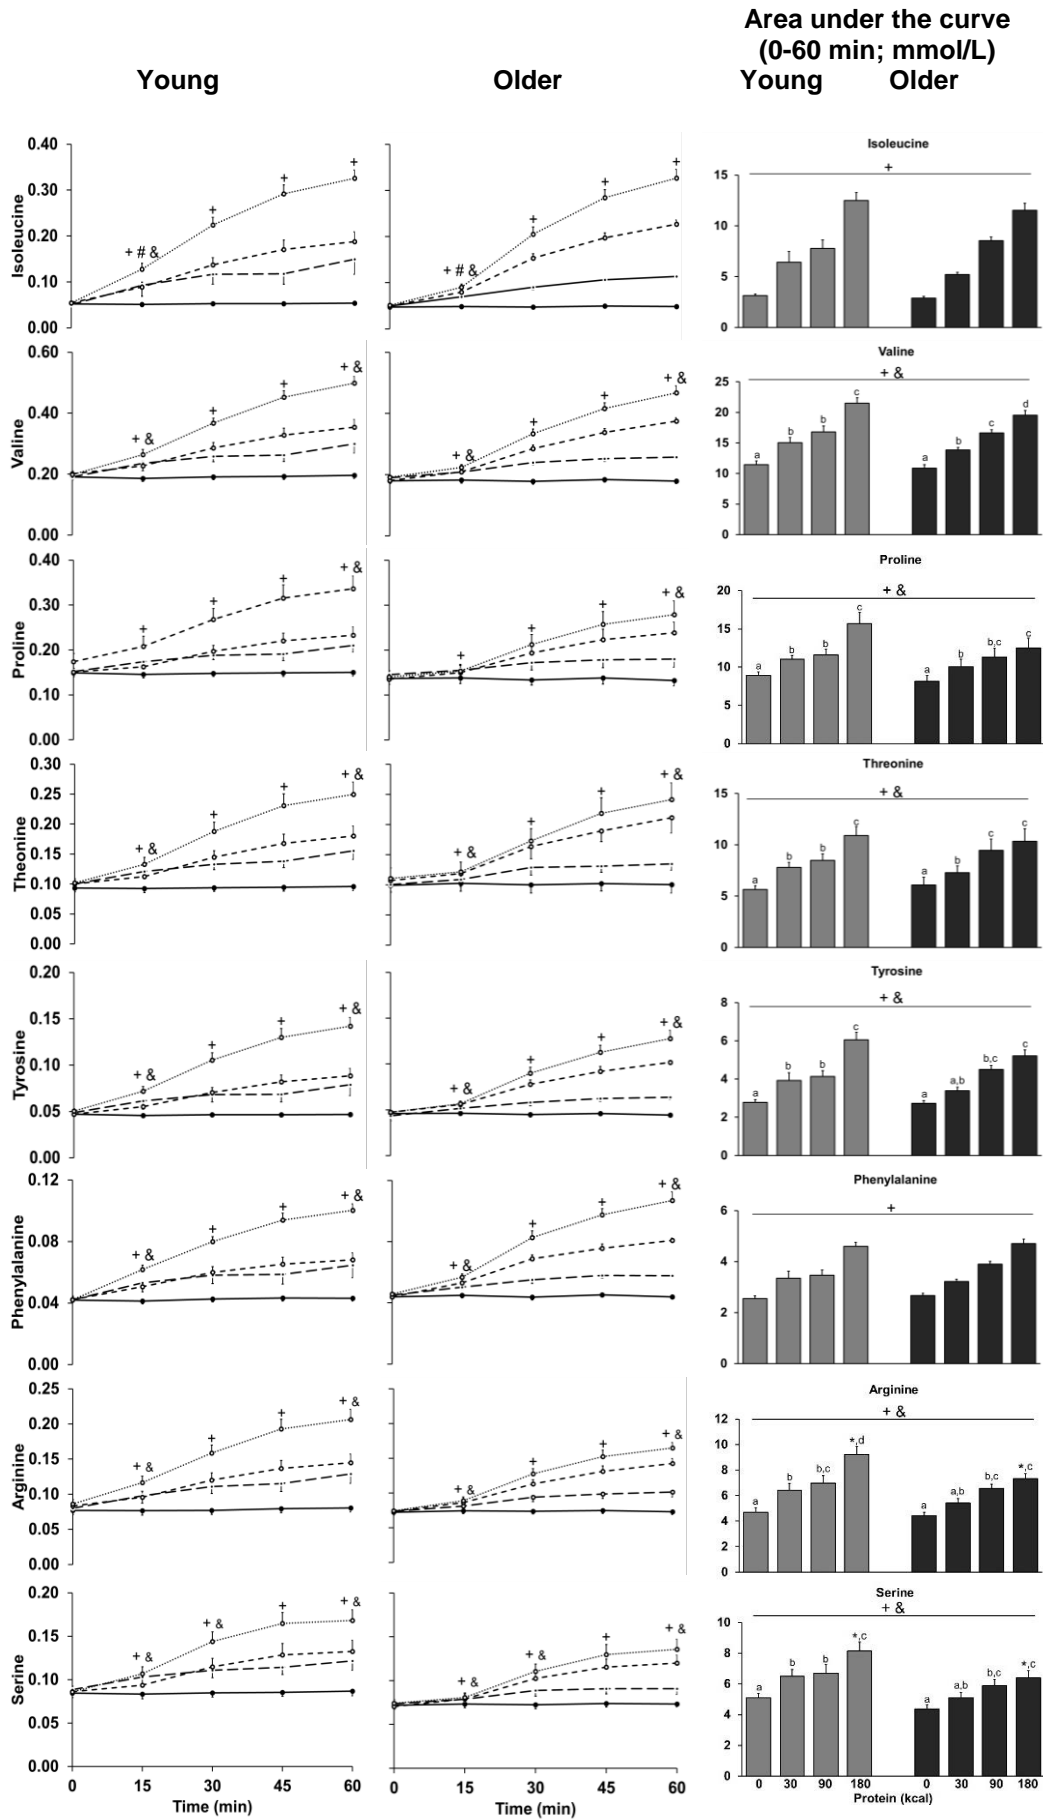 Area under the curve
(0-60 min; mmol/L)
Young Older Young Older
Isoleucine
0.40
0.30
0.20
0.10
0.00
+ # & + + +
+ # & + + +
Isoleucine
+
15
10
5
0
Valine
0.60
0.40
0.20
0.00
+ & + + + &
+ & + + + &
Valine
+ &
25
20
15
10
5
0
a b b c a b c d
Proline
0.40
0.30
0.20
0.10
0.00
+ + + + &
+ + + + &
Proline
+ &
20
15
10
5
0
a b b c a b b,c c
Theonine
0.30
0.25
0.20
0.15
0.10
0.05
0.00
+ & + + + &
+ & + + + &
Threonine
+ &
15
10
5
0
a b b c a b c c
Tyrosine
0.20
0.15
0.10
0.05
0.00
+ & + + + &
+ & + + + &
Tyrosine
+ &
8
6
4
2
0
a b b c a a,b b,c c
Phenylalanine
0.12
0.08
0.04
0.00
+ & + + + &
+ & + + + &
Phenylalanine
+
6
4
2
0
Arginine
0.25
0.20
0.15
0.10
0.05
0.00
+ & + + + &
+ & + + + &
Arginine
+ &
12
10
8
6
4
2
0
a b b,c *,d a a,b b,c *,c
Serine
0.20
0.15
0.10
0.05
0.00
+ & + & + + &
+ & + & + + &
Serine
+ &
10
8
6
4
2
0
a b b *,c a a,b b,c *,c
0 15 30 45 60 0 15 30 45 60 0 30 90 180 0 30 90 180
Time (min) Time (min) Protein (kcal)